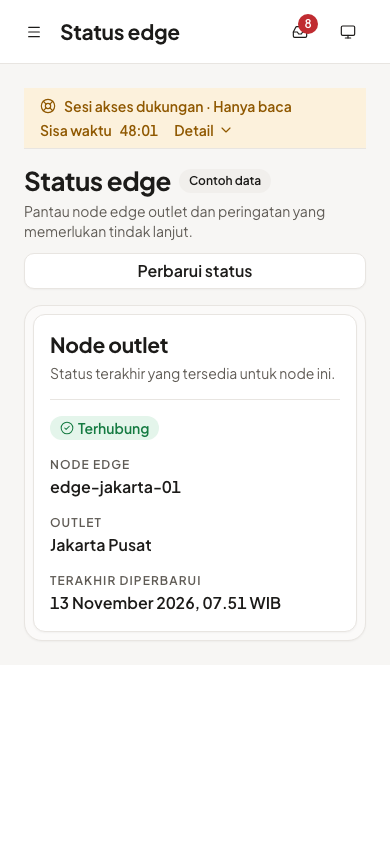 Status edge
8
Sesi akses dukungan · Hanya baca
Sisa waktu 48:01 Detail
Status edge
Contoh data
Pantau node edge outlet dan peringatan yang
memerlukan tindak lanjut.
Perbarui status
Node outlet
Status terakhir yang tersedia untuk node ini.
Terhubung
NODE EDGE
edge-jakarta-01
OUTLET
Jakarta Pusat
TERAKHIR DIPERBARUI
13 November 2026, 07.51 WIB